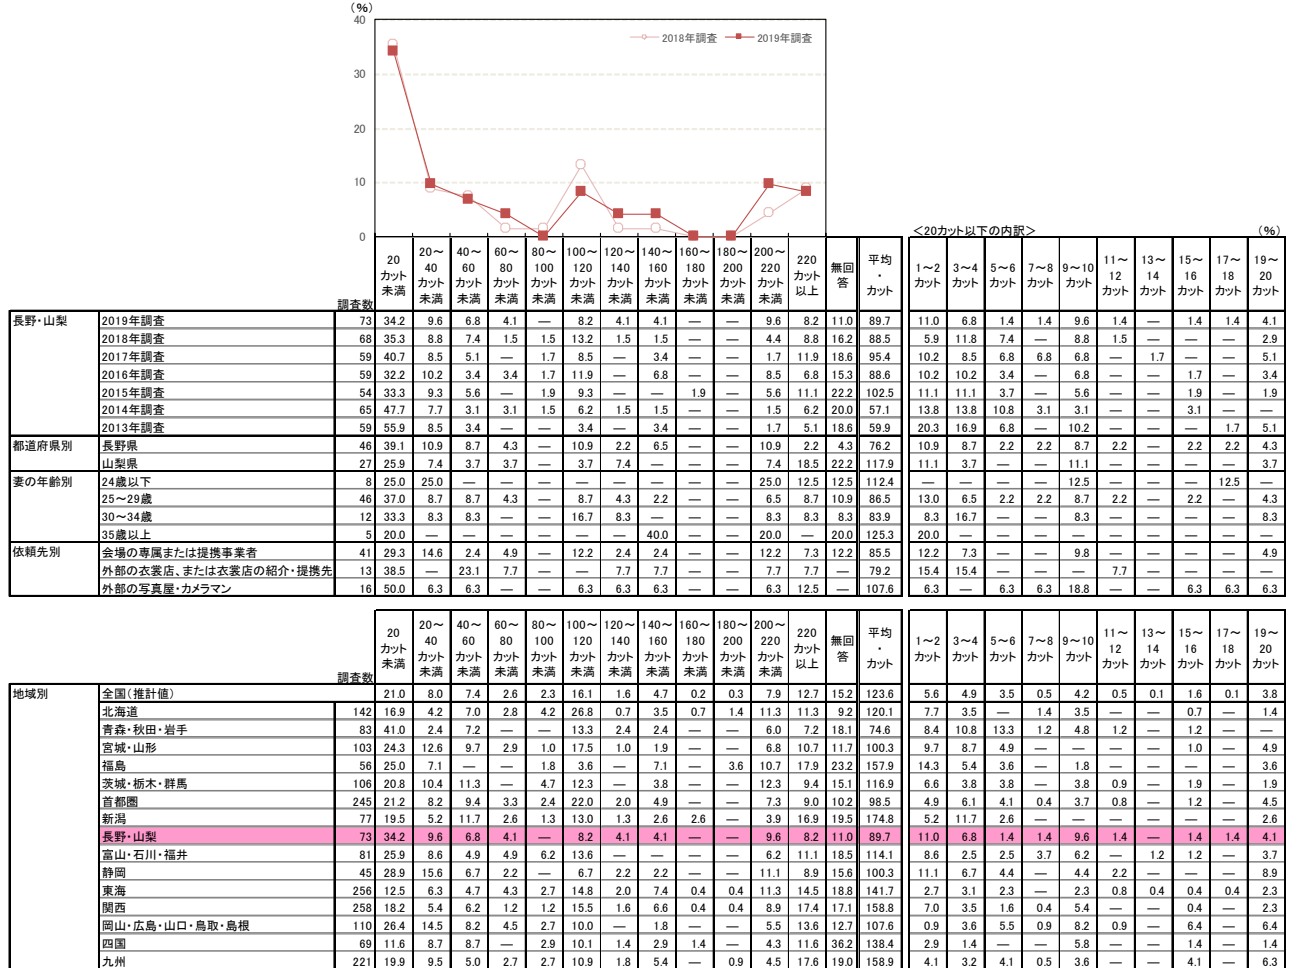 (%)
40
30
20
10
0
2018年調査 2019年調査
<20カット以下の内訳> (%)
調査数 20カット未満 20~40カット未満 40~60カット未満 60~80カット未満 80~100カット未満 100~120カット未満 120~140カット未満 140~160カット未満 160~180カット未満 180~200カット未満 200~220カット未満 220カット以上 無回答 平均・カット 1~2カット 3~4カット 5~6カット 7~8カット 9~10カット 11~12カット 13~14カット 15~16カット 17~18カット 19~20カット
長野・山梨 2019年調査 73 34.2 9.6 6.8 4.1 — 8.2 4.1 4.1 — — 9.6 8.2 11.0 89.7 11.0 6.8 1.4 1.4 9.6 1.4 — 1.4 1.4 4.1
2018年調査 68 35.3 8.8 7.4 1.5 1.5 13.2 1.5 1.5 — — 4.4 8.8 16.2 88.5 5.9 11.8 7.4 — 8.8 1.5 — — — 2.9
2017年調査 59 40.7 8.5 5.1 — 1.7 8.5 — 3.4 — — 1.7 11.9 18.6 95.4 10.2 8.5 6.8 6.8 6.8 — 1.7 — — 5.1
2016年調査 59 32.2 10.2 3.4 3.4 1.7 11.9 — 6.8 — — 8.5 6.8 15.3 88.6 10.2 10.2 3.4 — 6.8 — — 1.7 — 3.4
2015年調査 54 33.3 9.3 5.6 — 1.9 9.3 — — 1.9 — 5.6 11.1 22.2 102.5 11.1 11.1 3.7 — 5.6 — — 1.9 — 1.9
2014年調査 65 47.7 7.7 3.1 3.1 1.5 6.2 1.5 1.5 — — 1.5 6.2 20.0 57.1 13.8 13.8 10.8 3.1 3.1 — — 3.1 — —
2013年調査 59 55.9 8.5 3.4 — — 3.4 — 3.4 — — 1.7 5.1 18.6 59.9 20.3 16.9 6.8 — 10.2 — — — 1.7 5.1
都道府県別 長野県 46 39.1 10.9 8.7 4.3 — 10.9 2.2 6.5 — — 10.9 2.2 4.3 76.2 10.9 8.7 2.2 2.2 8.7 2.2 — 2.2 2.2 4.3
山梨県 27 25.9 7.4 3.7 3.7 — 3.7 7.4 — — — 7.4 18.5 22.2 117.9 11.1 3.7 — — 11.1 — — — — 3.7
妻の年齢別 24歳以下 8 25.0 25.0 — — — — — — — — 25.0 12.5 12.5 112.4 — — — — 12.5 — — — 12.5 —
25~29歳 46 37.0 8.7 8.7 4.3 — 8.7 4.3 2.2 — — 6.5 8.7 10.9 86.5 13.0 6.5 2.2 2.2 8.7 2.2 — 2.2 — 4.3
30~34歳 12 33.3 8.3 8.3 — — 16.7 8.3 — — — 8.3 8.3 8.3 83.9 8.3 16.7 — — 8.3 — — — — 8.3
35歳以上 5 20.0 — — — — — — 40.0 — — 20.0 — 20.0 125.3 20.0 — — — — — — — — —
依頼先別 会場の専属または提携事業者 41 29.3 14.6 2.4 4.9 — 12.2 2.4 2.4 — — 12.2 7.3 12.2 85.5 12.2 7.3 — — 9.8 — — — — 4.9
外部の衣裳店、または衣裳店の紹介・提携先 13 38.5 — 23.1 7.7 — — 7.7 7.7 — — 7.7 7.7 — 79.2 15.4 15.4 — — — 7.7 — — — —
外部の写真屋・カメラマン 16 50.0 6.3 6.3 — — 6.3 6.3 6.3 — — 6.3 12.5 — 107.6 6.3 — 6.3 6.3 18.8 — — 6.3 6.3 6.3
調査数 20カット未満 20~40カット未満 40~60カット未満 60~80カット未満 80~100カット未満 100~120カット未満 120~140カット未満 140~160カット未満 160~180カット未満 180~200カット未満 200~220カット未満 220カット以上 無回答 平均・カット 1~2カット 3~4カット 5~6カット 7~8カット 9~10カット 11~12カット 13~14カット 15~16カット 17~18カット 19~20カット
地域別 全国(推計値) 21.0 8.0 7.4 2.6 2.3 16.1 1.6 4.7 0.2 0.3 7.9 12.7 15.2 123.6 5.6 4.9 3.5 0.5 4.2 0.5 0.1 1.6 0.1 3.8
北海道 142 16.9 4.2 7.0 2.8 4.2 26.8 0.7 3.5 0.7 1.4 11.3 11.3 9.2 120.1 7.7 3.5 — 1.4 3.5 — — 0.7 — 1.4
青森・秋田・岩手 83 41.0 2.4 7.2 — — 13.3 2.4 2.4 — — 6.0 7.2 18.1 74.6 8.4 10.8 13.3 1.2 4.8 1.2 — 1.2 — —
宮城・山形 103 24.3 12.6 9.7 2.9 1.0 17.5 1.0 1.9 — — 6.8 10.7 11.7 100.3 9.7 8.7 4.9 — — — — 1.0 — 4.9
福島 56 25.0 7.1 — — 1.8 3.6 — 7.1 — 3.6 10.7 17.9 23.2 157.9 14.3 5.4 3.6 — 1.8 — — — — 3.6
茨城・栃木・群馬 106 20.8 10.4 11.3 — 4.7 12.3 — 3.8 — — 12.3 9.4 15.1 116.9 6.6 3.8 3.8 — 3.8 0.9 — 1.9 — 1.9
首都圏 245 21.2 8.2 9.4 3.3 2.4 22.0 2.0 4.9 — — 7.3 9.0 10.2 98.5 4.9 6.1 4.1 0.4 3.7 0.8 — 1.2 — 4.5
新潟 77 19.5 5.2 11.7 2.6 1.3 13.0 1.3 2.6 2.6 — 3.9 16.9 19.5 174.8 5.2 11.7 2.6 — — — — — — 2.6
長野・山梨 73 34.2 9.6 6.8 4.1 — 8.2 4.1 4.1 — — 9.6 8.2 11.0 89.7 11.0 6.8 1.4 1.4 9.6 1.4 — 1.4 1.4 4.1
富山・石川・福井 81 25.9 8.6 4.9 4.9 6.2 13.6 — — — — 6.2 11.1 18.5 114.1 8.6 2.5 2.5 3.7 6.2 — 1.2 1.2 — 3.7
静岡 45 28.9 15.6 6.7 2.2 — 6.7 2.2 2.2 — — 11.1 8.9 15.6 100.3 11.1 6.7 4.4 — 4.4 2.2 — — — 8.9
東海 256 12.5 6.3 4.7 4.3 2.7 14.8 2.0 7.4 0.4 0.4 11.3 14.5 18.8 141.7 2.7 3.1 2.3 — 2.3 0.8 0.4 0.4 0.4 2.3
関西 258 18.2 5.4 6.2 1.2 1.2 15.5 1.6 6.6 0.4 0.4 8.9 17.4 17.1 158.8 7.0 3.5 1.6 0.4 5.4 — — 0.4 — 2.3
岡山・広島・山口・鳥取・島根 110 26.4 14.5 8.2 4.5 2.7 10.0 — 1.8 — — 5.5 13.6 12.7 107.6 0.9 3.6 5.5 0.9 8.2 0.9 — 6.4 — 6.4
四国 69 11.6 8.7 8.7 — 2.9 10.1 1.4 2.9 1.4 — 4.3 11.6 36.2 138.4 2.9 1.4 — — 5.8 — — 1.4 — 1.4
九州 221 19.9 9.5 5.0 2.7 2.7 10.9 1.8 5.4 — 0.9 4.5 17.6 19.0 158.9 4.1 3.2 4.1 0.5 3.6 — — 4.1 — 6.3